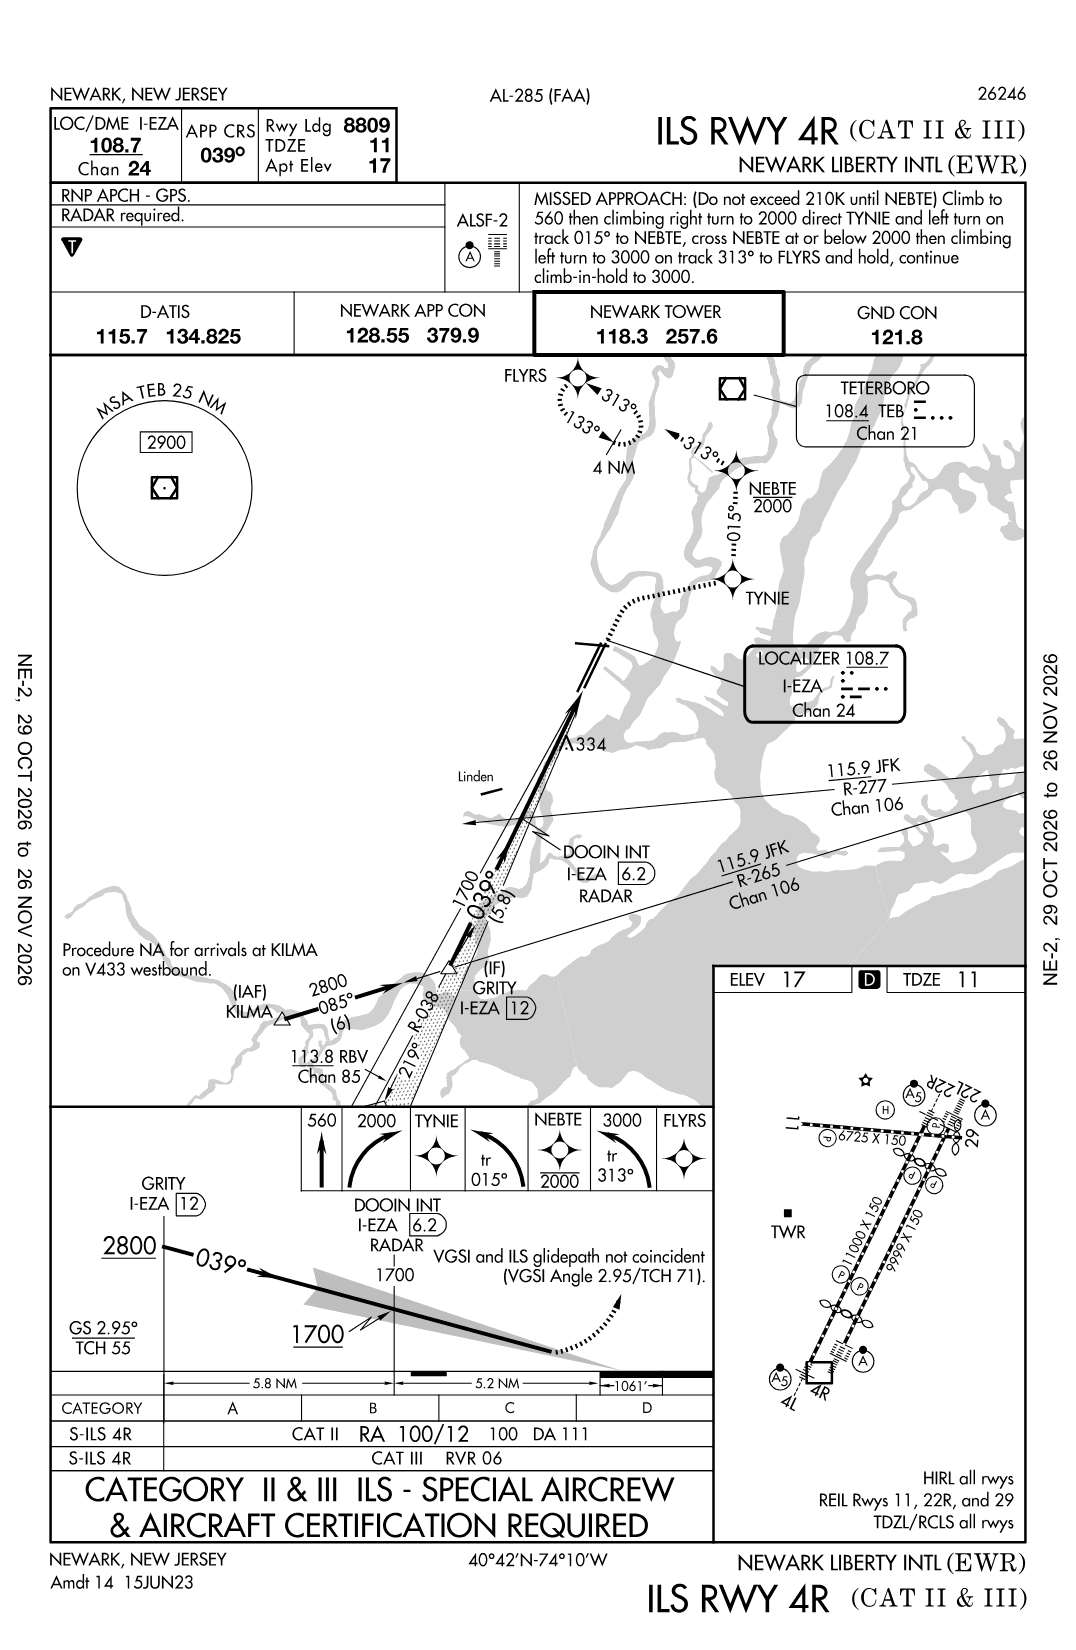 NEWARK, NEW JERSEY
AL-285 (FAA)
26246
LOC/DME I-EZA
108.7
Chan 24
APP CRS
039°
Rwy Ldg 8809
TDZE 11
Apt Elev 17
ILS RWY 4R (CAT II & III)
NEWARK LIBERTY INTL (EWR)
RNP APCH - GPS.
RADAR required.
T
ALSF-2
A
MISSED APPROACH: (Do not exceed 210K until NEBTE) Climb to
560 then climbing right turn to 2000 direct TYNIE and left turn on
track 015° to NEBTE, cross NEBTE at or below 2000 then climbing
left turn to 3000 on track 313° to FLYRS and hold, continue
climb-in-hold to 3000.
D-ATIS
115.7 134.825
NEWARK APP CON
128.55 379.9
NEWARK TOWER
118.3 257.6
GND CON
121.8
MSA TEB 25 NM
2900
FLYRS
313°
133°
4 NM
313°
TETERBORO
108.4 TEB
Chan 21
NEBTE
2000
015°
TYNIE
LOCALIZER 108.7
I-EZA
Chan 24
334
Linden
115.9 JFK
R-277
Chan 106
DOOIN INT
I-EZA 6.2
RADAR
115.9 JFK
R-265
Chan 106
1700
039°
(5.8)
Procedure NA for arrivals at KILMA
on V433 westbound.
(IAF)
KILMA
2800
085°
(6)
(IF)
GRITY
I-EZA 12
R-038
219°
113.8 RBV
Chan 85
NE-2, 29 OCT 2026 to 26 NOV 2026
NE-2, 29 OCT 2026 to 26 NOV 2026
ELEV 17
D
TDZE 11
A5
22R
22L
A
H
11
P
6725 X 150
P
29
P
P
TWR
11000 X 150
9999 X 150
P
P
A5
A
4L
4R
HIRL all rwys
REIL Rwys 11, 22R, and 29
TDZL/RCLS all rwys
560
2000
TYNIE
tr
015°
NEBTE
2000
3000
tr
313°
FLYRS
GRITY
I-EZA 12
2800
039°
DOOIN INT
I-EZA 6.2
RADAR
1700
VGSI and ILS glidepath not coincident
(VGSI Angle 2.95/TCH 71).
1700
GS 2.95°
TCH 55
5.8 NM
5.2 NM
1061'
CATEGORY A B C D
S-ILS 4R CAT II RA 100/12 100 DA 111
S-ILS 4R CAT III RVR 06
CATEGORY II & III ILS - SPECIAL AIRCREW
& AIRCRAFT CERTIFICATION REQUIRED
NEWARK, NEW JERSEY
Amdt 14 15JUN23
40°42'N-74°10'W
NEWARK LIBERTY INTL (EWR)
ILS RWY 4R (CAT II & III)